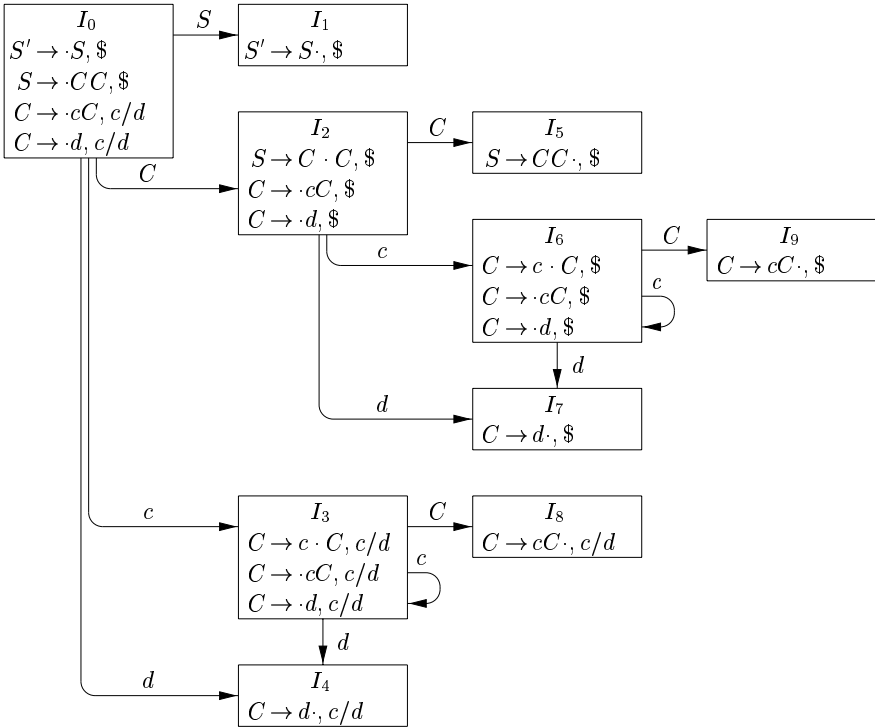 I₀
S′ → ·S, $
S → ·CC, $
C → ·cC, c/d
C → ·d, c/d
S
I₁
S′ → S·, $
C
I₂
S → C · C, $
C → ·cC, $
C → ·d, $
C
I₅
S → CC·, $
c
I₆
C → c · C, $
C → ·cC, $
C → ·d, $
C
I₉
C → cC·, $
c
d
d
I₇
C → d·, $
c
I₃
C → c · C, c/d
C → ·cC, c/d
C → ·d, c/d
C
I₈
C → cC·, c/d
c
d
d
I₄
C → d·, c/d